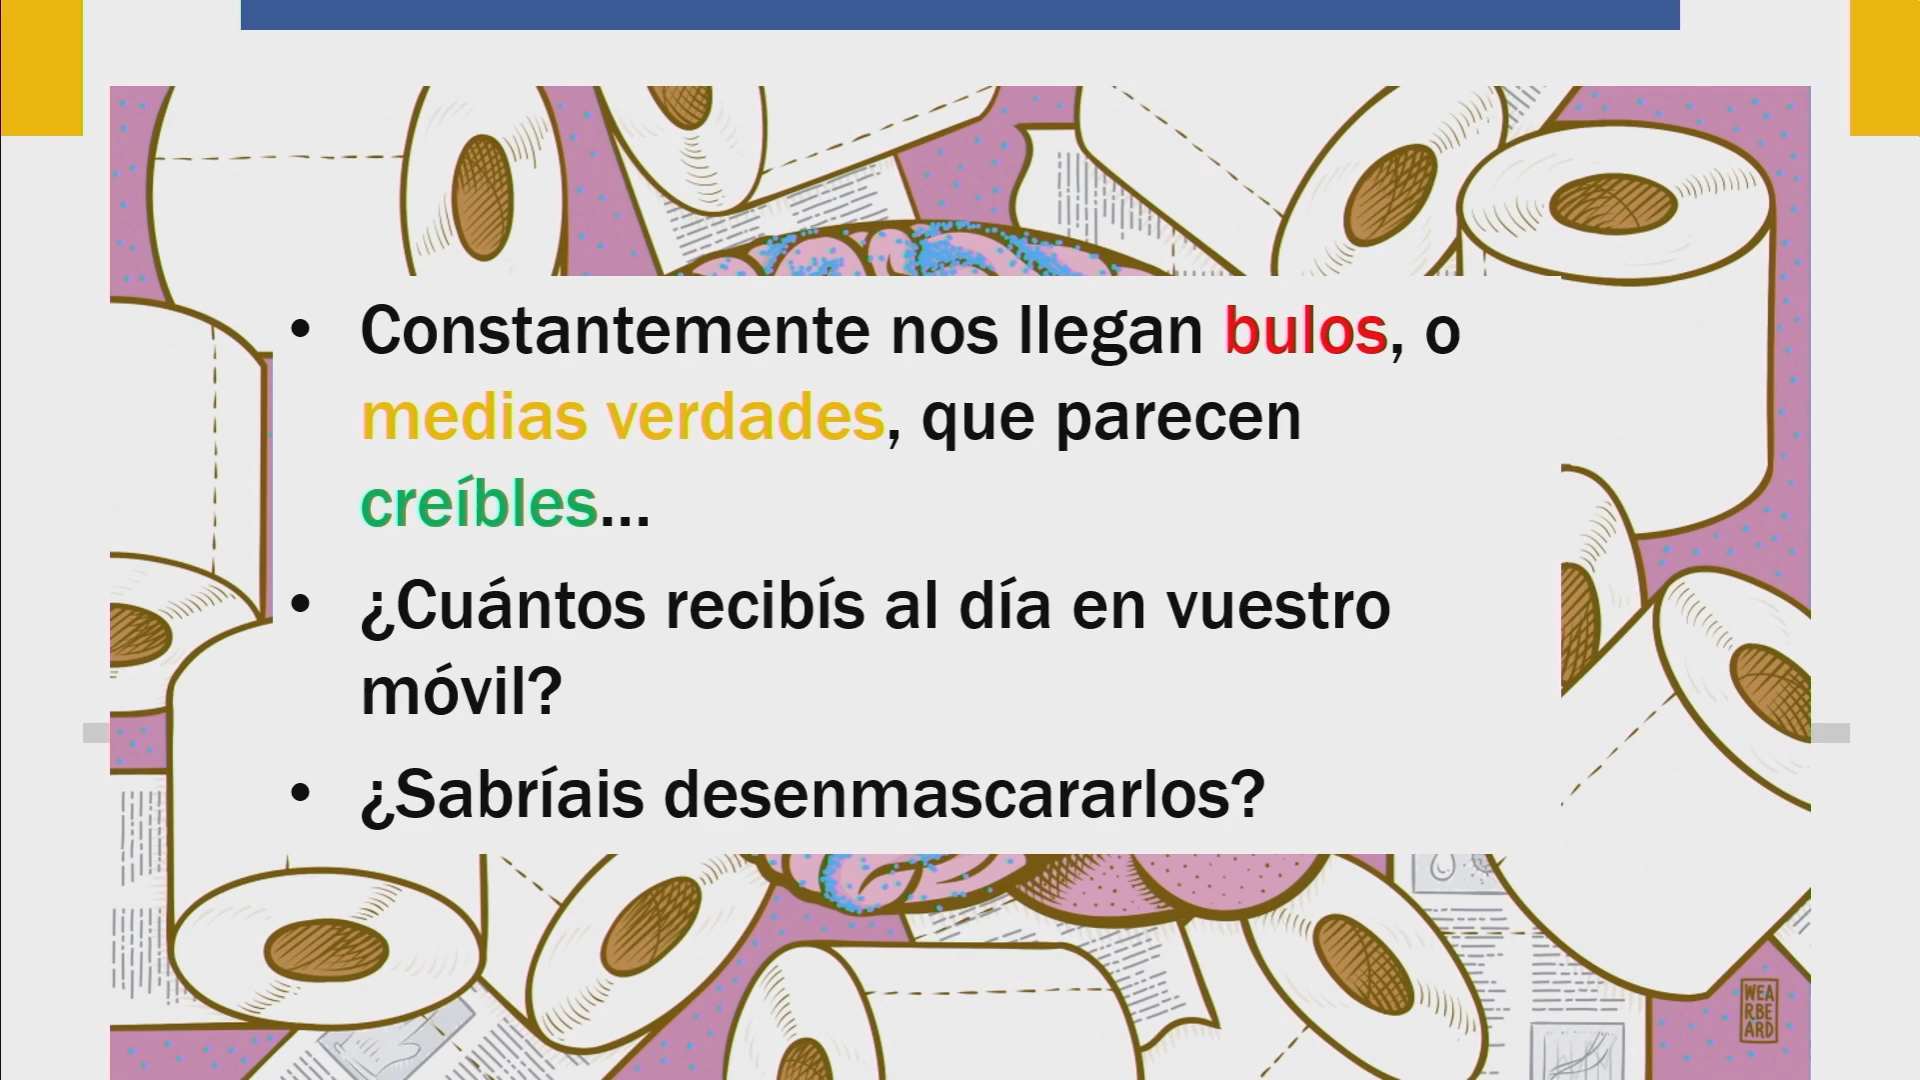 • Constantemente nos llegan bulos, o
medias verdades, que parecen
creíbles...
• ¿Cuántos recibís al día en vuestro
móvil?
• ¿Sabríais desenmascararlos?
WEA
RBE
ARD